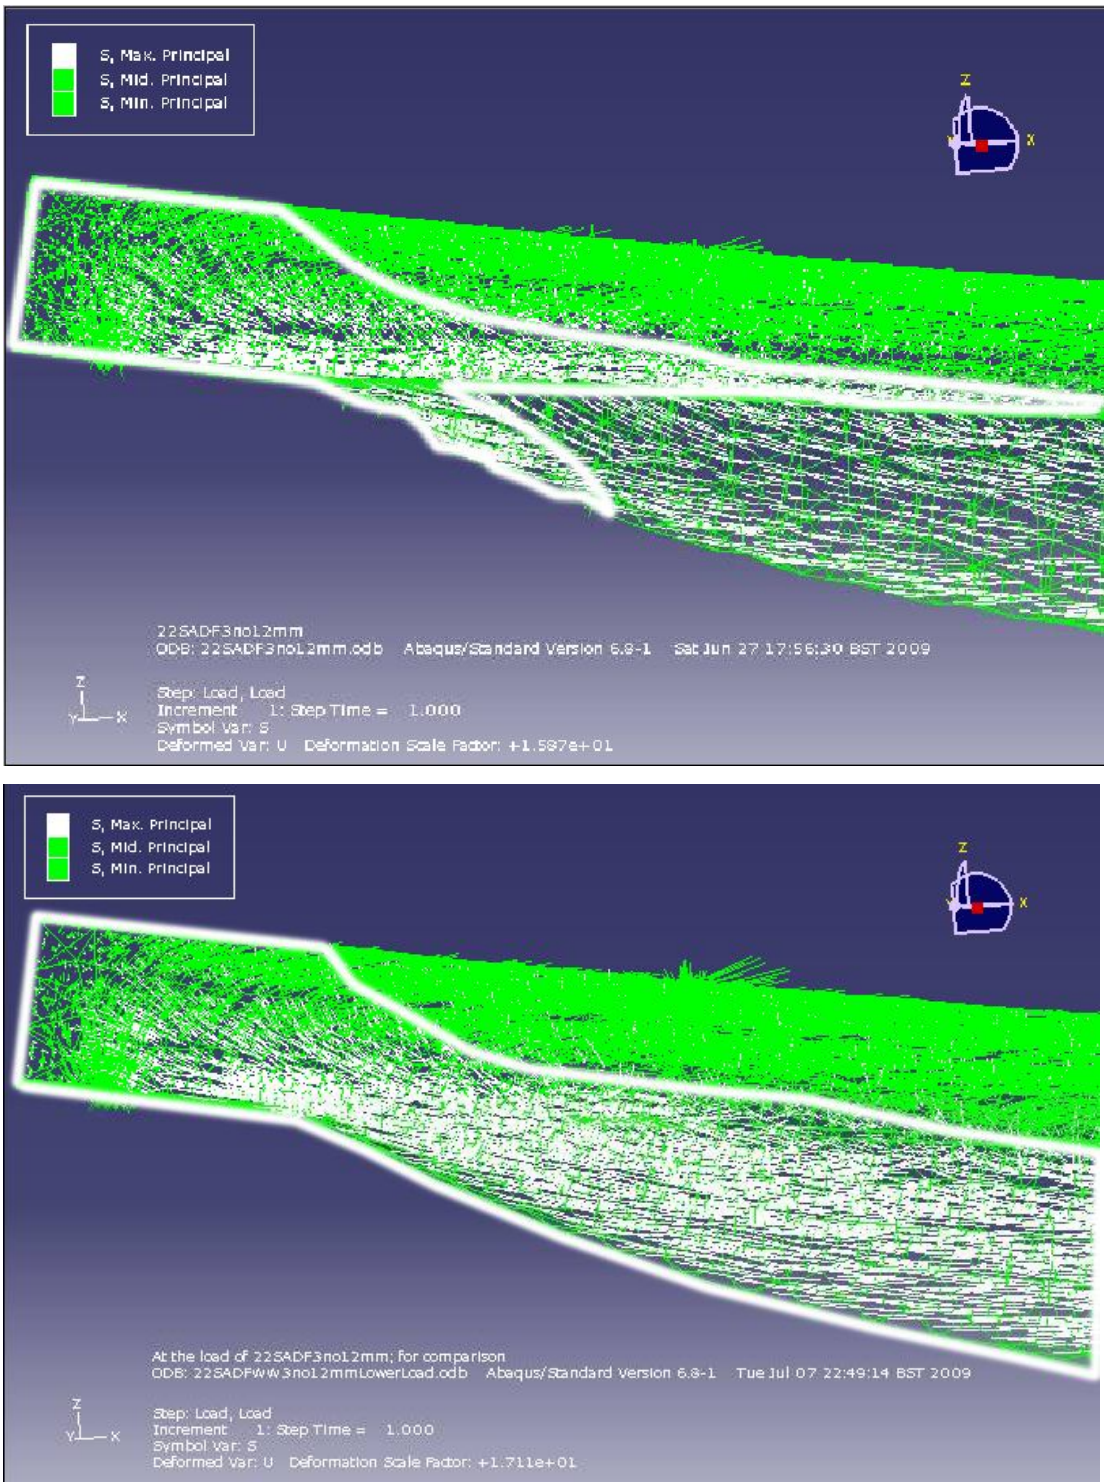 S, Max. Principal
S, Mid. Principal
S, Min. Principal
Z
X
Y
22SADF3no12mm
ODB: 22SADF3no12mm.odb Abaqus/Standard Version 6.8-1 Sat Jun 27 17:56:30 BST 2009
Z
Y X
Step: Load, Load
Increment 1: Step Time = 1.000
Symbol Var: S
Deformed Var: U Deformation Scale Factor: +1.587e+01
S, Max. Principal
S, Mid. Principal
S, Min. Principal
Z
X
Y
At the load of 22SADF3no12mm; for comparison
ODB: 22SADFWW3no12mmLowerLoad.odb Abaqus/Standard Version 6.8-1 Tue Jul 07 22:49:14 BST 2009
Z
Y X
Step: Load, Load
Increment 1: Step Time = 1.000
Symbol Var: S
Deformed Var: U Deformation Scale Factor: +1.711e+01